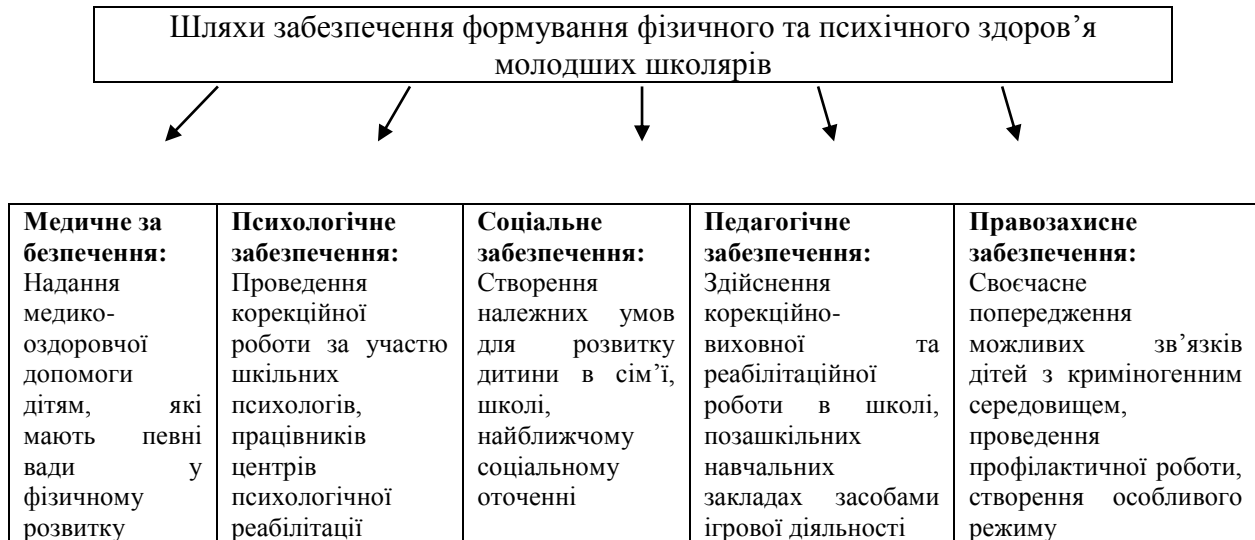 Шляхи забезпечення формування фізичного та психічного здоров’я
молодших школярів
Медичне за
безпечення:
Надання
медико-
оздоровчої
допомоги
дітям, які
мають певні
вади у
фізичному
розвитку
Психологічне
забезпечення:
Проведення
корекційної
роботи за участю
шкільних
психологів,
працівників
центрів
психологічної
реабілітації
Соціальне
забезпечення:
Створення
належних умов
для розвитку
дитини в сім’ї,
школі,
найближчому
соціальному
оточенні
Педагогічне
забезпечення:
Здійснення
корекційно-
виховної та
реабілітаційної
роботи в школі,
позашкільних
навчальних
закладах засобами
ігрової діяльності
Правозахисне
забезпечення:
Своєчасне
попередження
можливих зв’язків
дітей з криміногенним
середовищем,
проведення
профілактичної роботи,
створення особливого
режиму